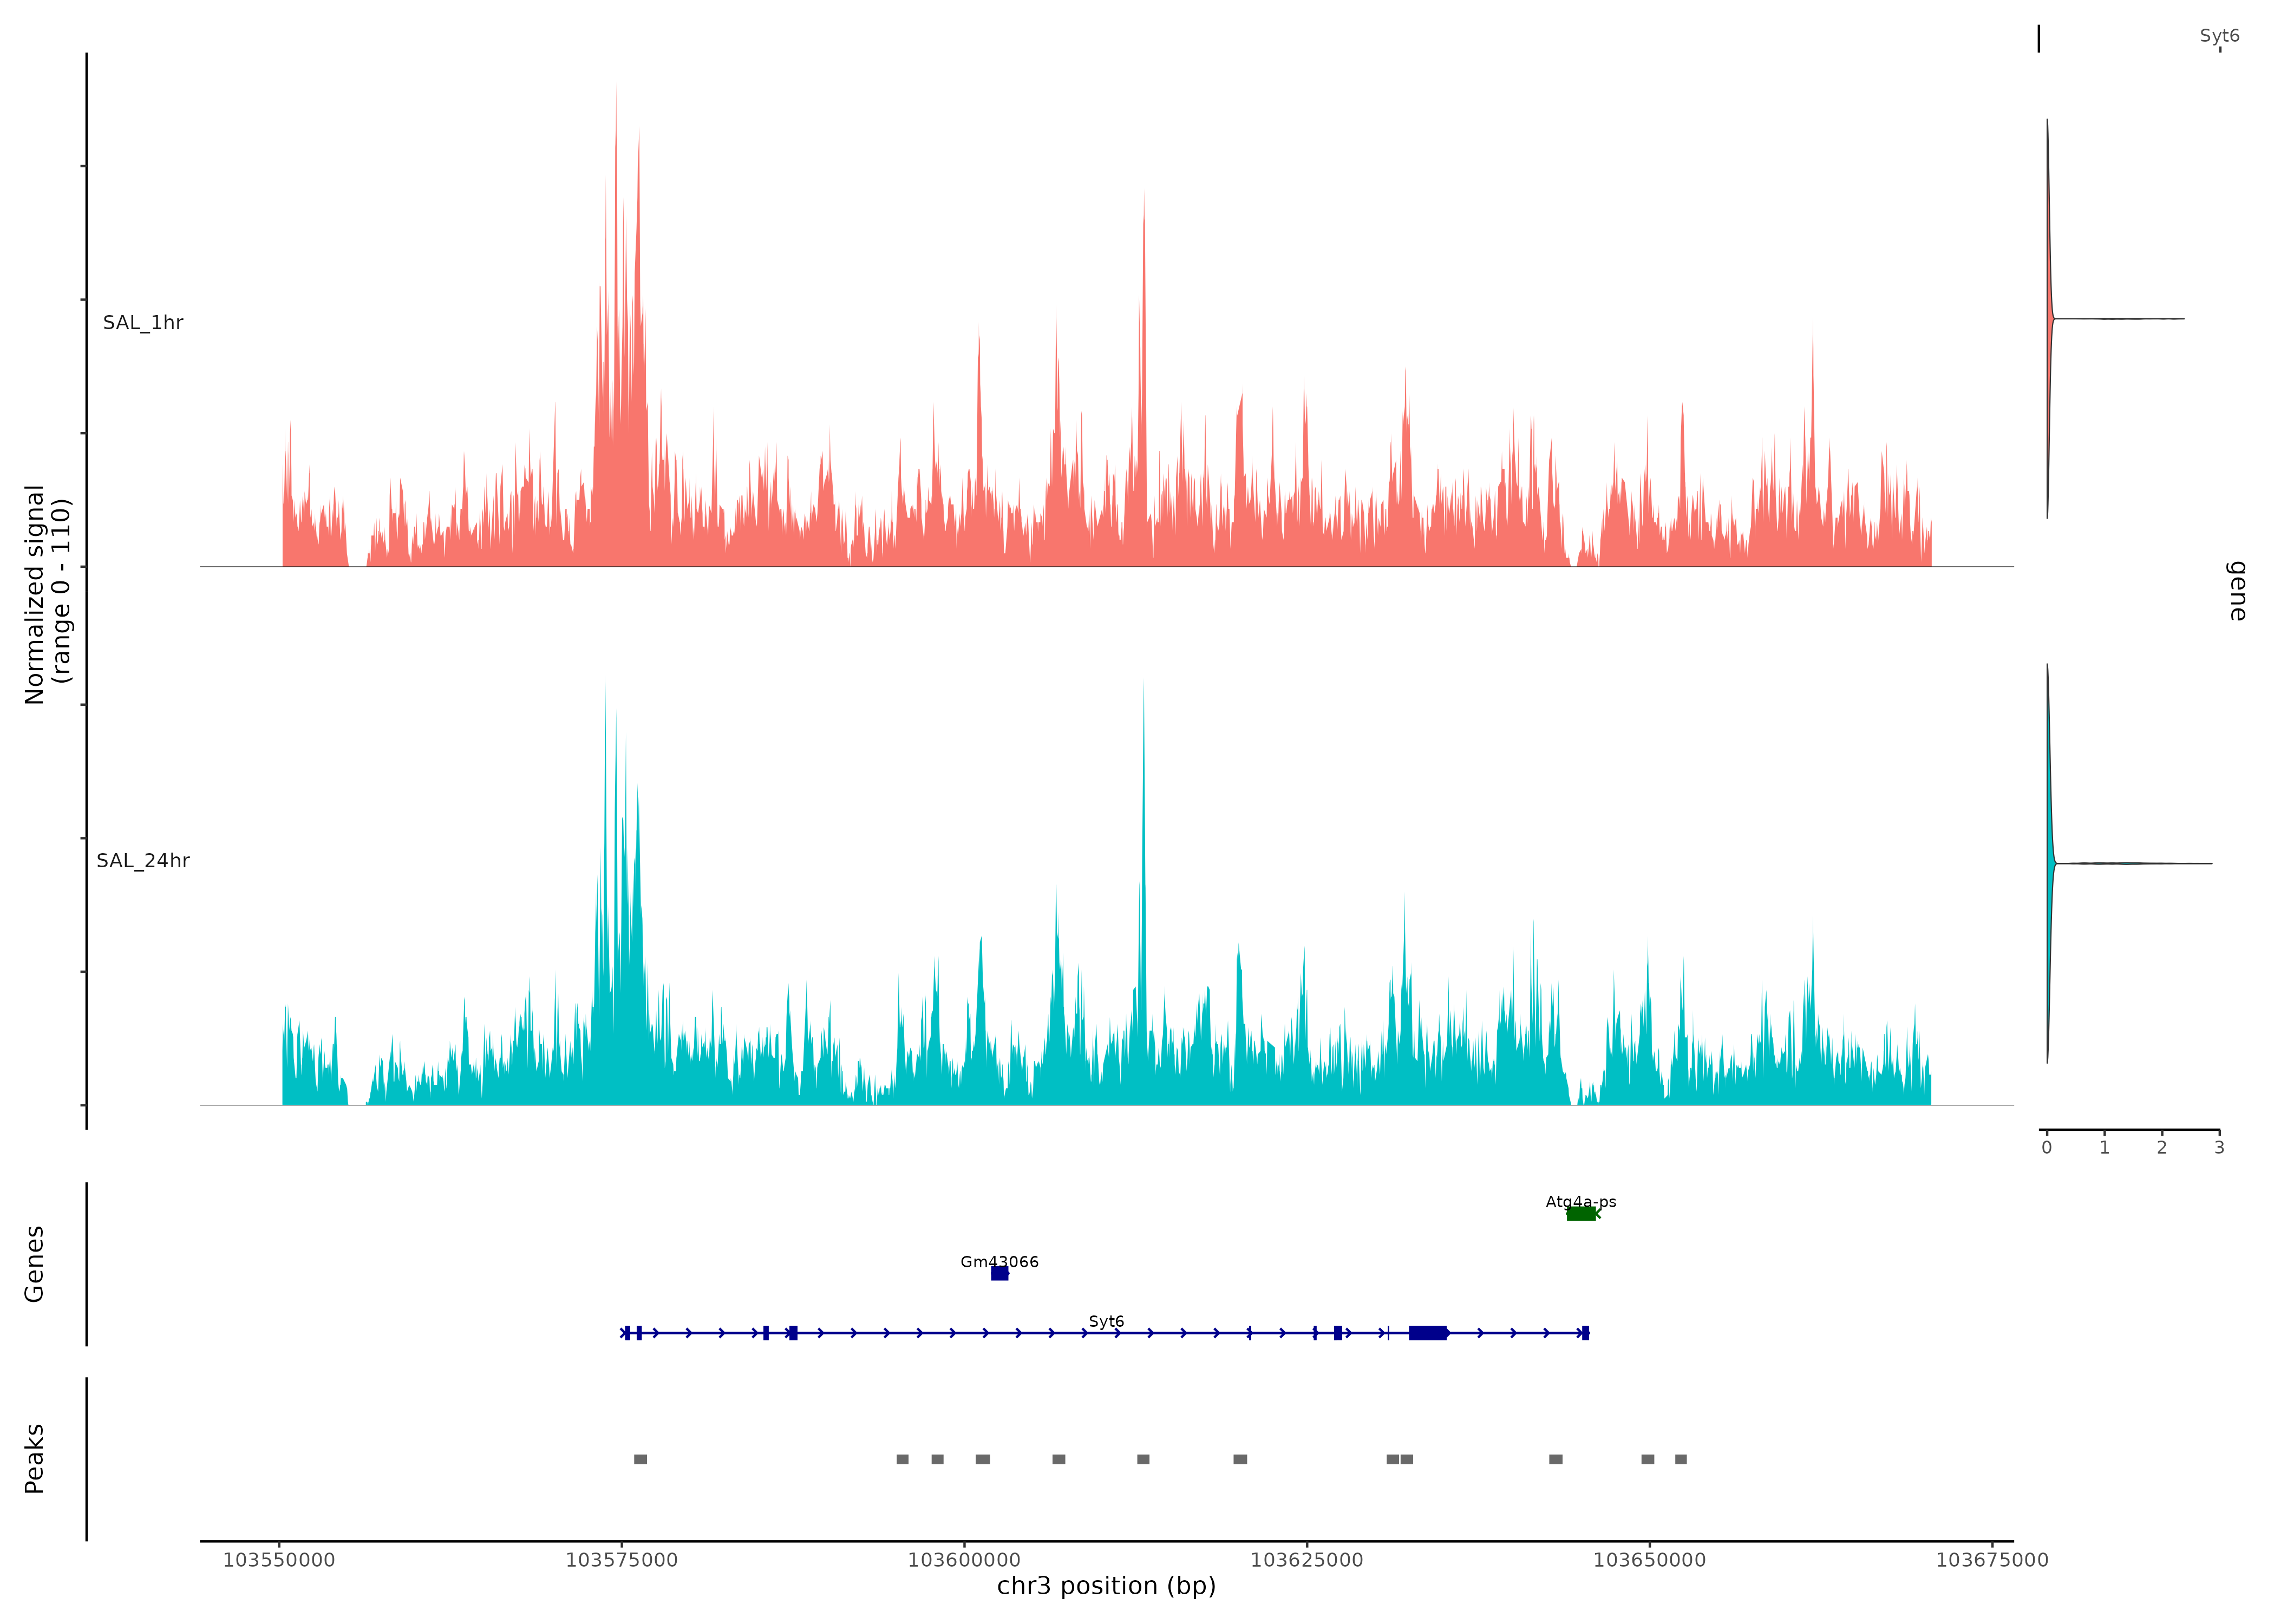 Syt6
Normalized signal
(range 0 - 110)
SAL_1hr
SAL_24hr
gene
0 1 2 3
Genes
Atg4a-ps
Gm43066
Syt6
Peaks
103550000 103575000 103600000 103625000 103650000 103675000
chr3 position (bp)